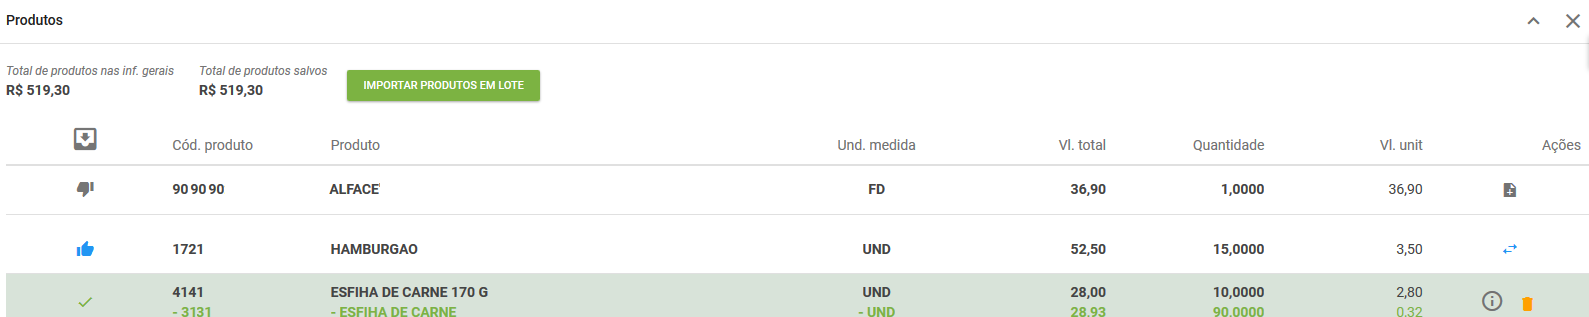 Produtos
Total de produtos nas inf. gerais
R$ 519,30
Total de produtos salvos
R$ 519,30
IMPORTAR PRODUTOS EM LOTE
Cód. produto Produto Und. medida Vl. total Quantidade Vl. unit Ações
90 90 90 ALFACE' FD 36,90 1,0000 36,90
1721 HAMBURGAO UND 52,50 15,0000 3,50
4141 ESFIHA DE CARNE 170 G UND 28,00 10,0000 2,80
- 3131 - ESFIHA DE CARNE - UND 28,93 90,0000 0,32